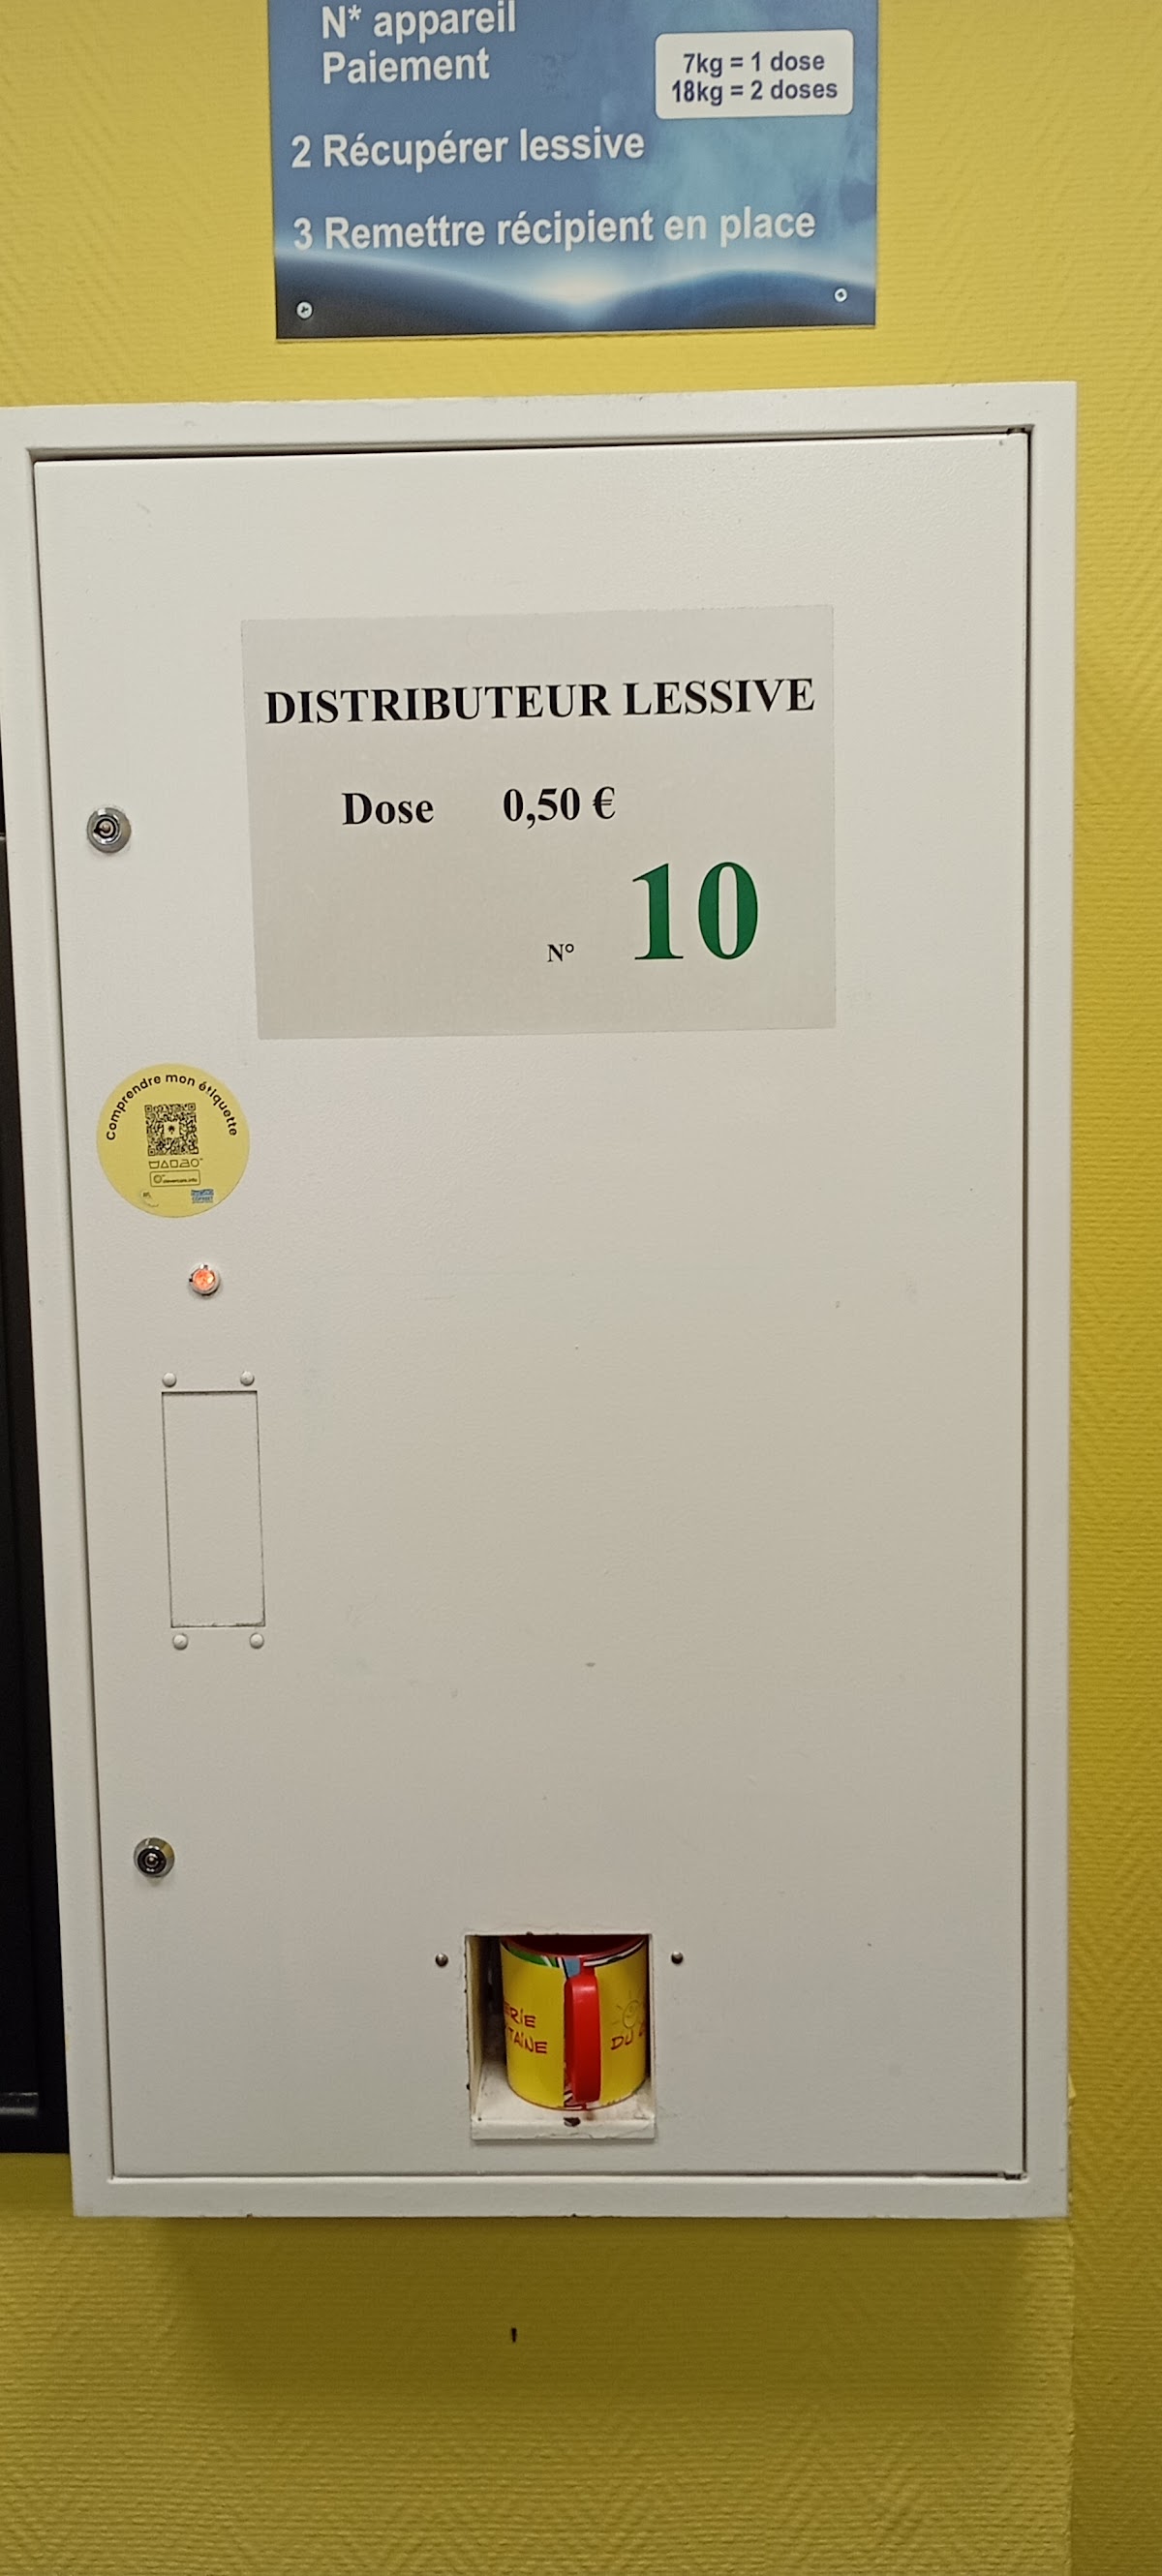 N* appareil
Paiement
7kg = 1 dose
18kg = 2 doses
2 Récupérer lessive
3 Remettre récipient en place
DISTRIBUTEUR LESSIVE
Dose 0,50 €
N° 10
Comprendre mon étiquette
DU